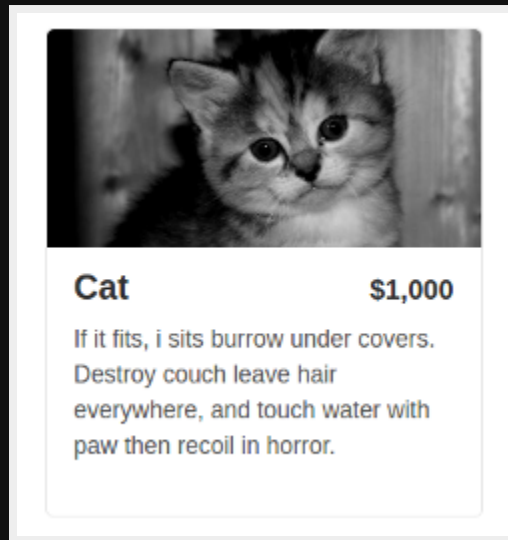 Cat
$1,000
If it fits, i sits burrow under covers.
Destroy couch leave hair
everywhere, and touch water with
paw then recoil in horror.